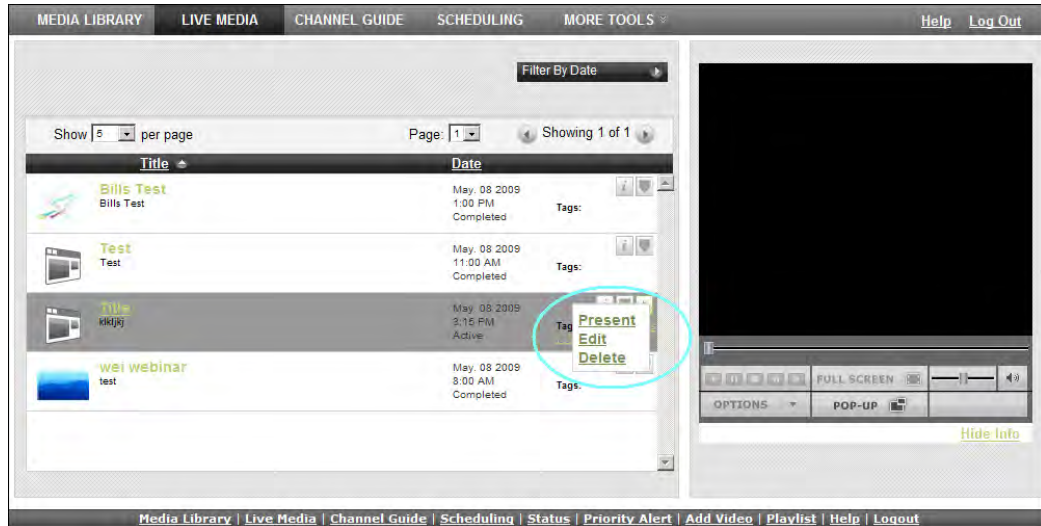 MEDIA LIBRARY LIVE MEDIA CHANNEL GUIDE SCHEDULING MORE TOOLS Help Log Out
Filter By Date
Show 5 per page Page: 1 Showing 1 of 1
Title Date
Bills Test May. 08 2009
Bills Test 1:00 PM Tags:
Completed
Test May. 08 2009
Test 11:00 AM Tags:
Completed
Title May. 08 2009
3:15 PM Tag
Active
Present
Edit
Delete
wei webinar May. 08 2009
test 8:00 AM Tags:
Completed
FULL SCREEN
OPTIONS POP-UP
Hide Info
Media Library | Live Media | Channel Guide | Scheduling | Status | Priority Alert | Add Video | Playlist | Help | Logout